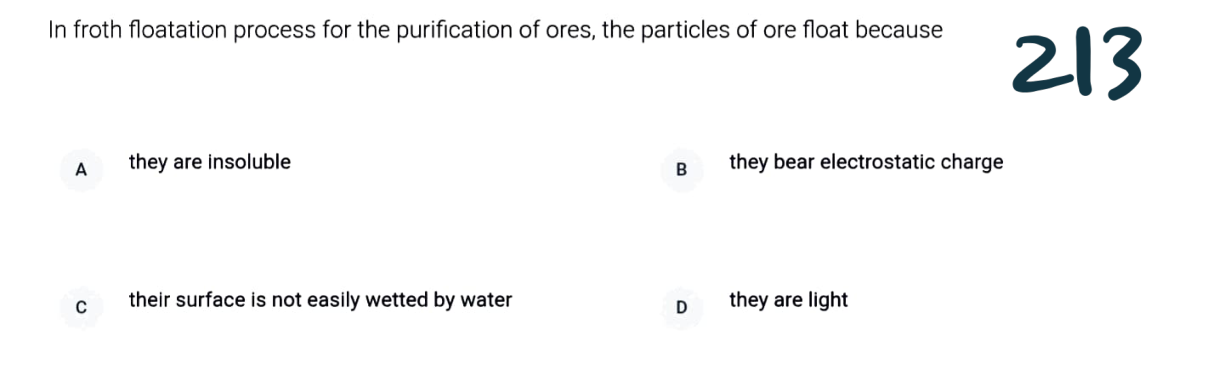 In froth floatation process for the purification of ores, the particles of ore float because
213
A they are insoluble
B they bear electrostatic charge
C their surface is not easily wetted by water
D they are light